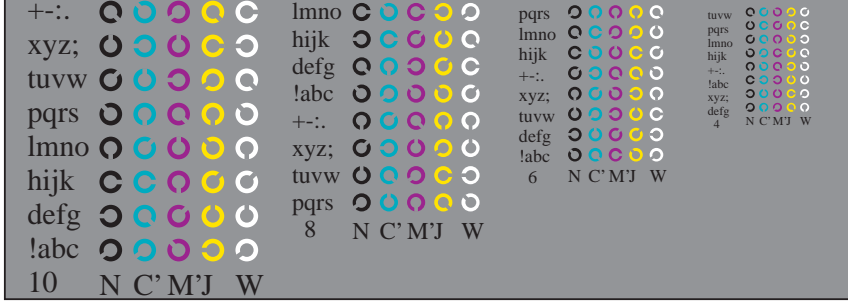 +-:.
xyz;
tuvw
pqrs
lmno
hijk
defg
!abc
10 N C’ M’J W
lmno
hijk
defg
!abc
+-:.
xyz;
tuvw
pqrs
8 N C’ M’J W
pqrs
lmno
hijk
+-:.
xyz;
tuvw
defg
!abc
6 N C’ M’J W
tuvw
pqrs
lmno
hijk
+-:.
!abc
xyz;
defg
4 N C’ M’J W